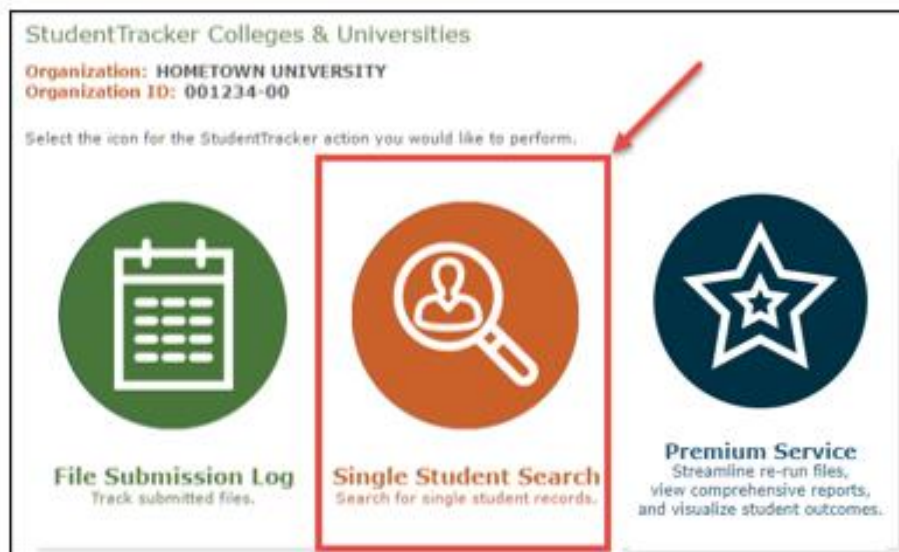 StudentTracker Colleges & Universities
Organization: HOMETOWN UNIVERSITY
Organization ID: 001234-00
Select the icon for the StudentTracker action you would like to perform.
File Submission Log
Track submitted files.
Single Student Search
Search for single student records.
Premium Service
Streamline re-run files,
view comprehensive reports,
and visualize student outcomes.